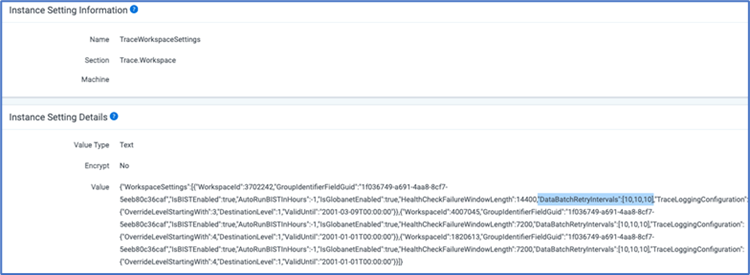 Instance Setting Information ?
Name TraceWorkspaceSettings
Section Trace.Workspace
Machine
Instance Setting Details ?
Value Type Text
Encrypt No
Value {"WorkspaceSettings":[{"WorkspaceId":3702242,"GroupIdentifierFieldGuid":"1f036749-a691-4aa8-8cf7-
5eeb80c36caf","IsBISTEnabled":true,"AutoRunBISTInHours":-1,"IsGlobanetEnabled":true,"HealthCheckFailureWindowLength":14400,"DataBatchRetryIntervals":[10,10,10],"TraceLoggingConfiguration":
{"OverrideLevelStartingWith":3,"DestinationLevel":1,"ValidUntil":"2001-03-09T00:00:00"}},{"WorkspaceId":4007045,"GroupIdentifierFieldGuid":"1f036749-a691-4aa8-8cf7-
5eeb80c36caf","IsBISTEnabled":true,"AutoRunBISTInHours":-1,"IsGlobanetEnabled":true,"HealthCheckFailureWindowLength":7200,"DataBatchRetryIntervals":[10,10,10],"TraceLoggingConfiguration":
{"OverrideLevelStartingWith":4,"DestinationLevel":1,"ValidUntil":"2001-01-01T00:00:00"}},{"WorkspaceId":1820613,"GroupIdentifierFieldGuid":"1f036749-a691-4aa8-8cf7-
5eeb80c36caf","IsBISTEnabled":true,"AutoRunBISTInHours":-1,"IsGlobanetEnabled":true,"HealthCheckFailureWindowLength":7200,"DataBatchRetryIntervals":[10,10,10],"TraceLoggingConfiguration":
{"OverrideLevelStartingWith":4,"DestinationLevel":1,"ValidUntil":"2001-01-01T00:00:00"}}]}